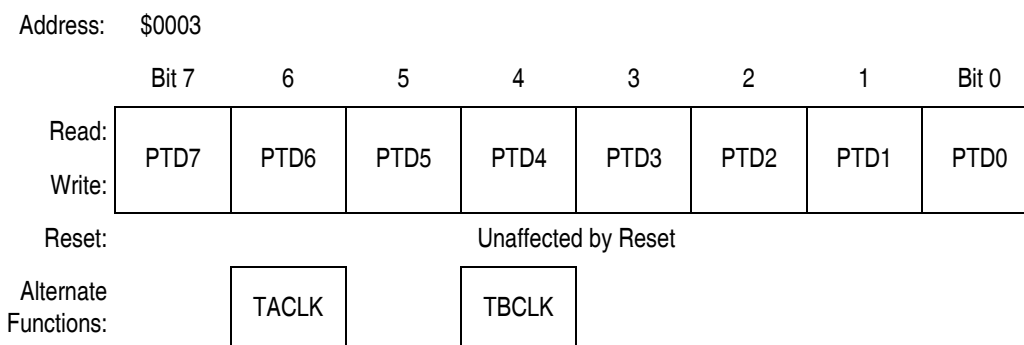 Address: $0003
Bit 7 6 5 4 3 2 1 Bit 0
Read:
PTD7 PTD6 PTD5 PTD4 PTD3 PTD2 PTD1 PTD0
Write:
Reset: Unaffected by Reset
Alternate
Functions: TACLK TBCLK